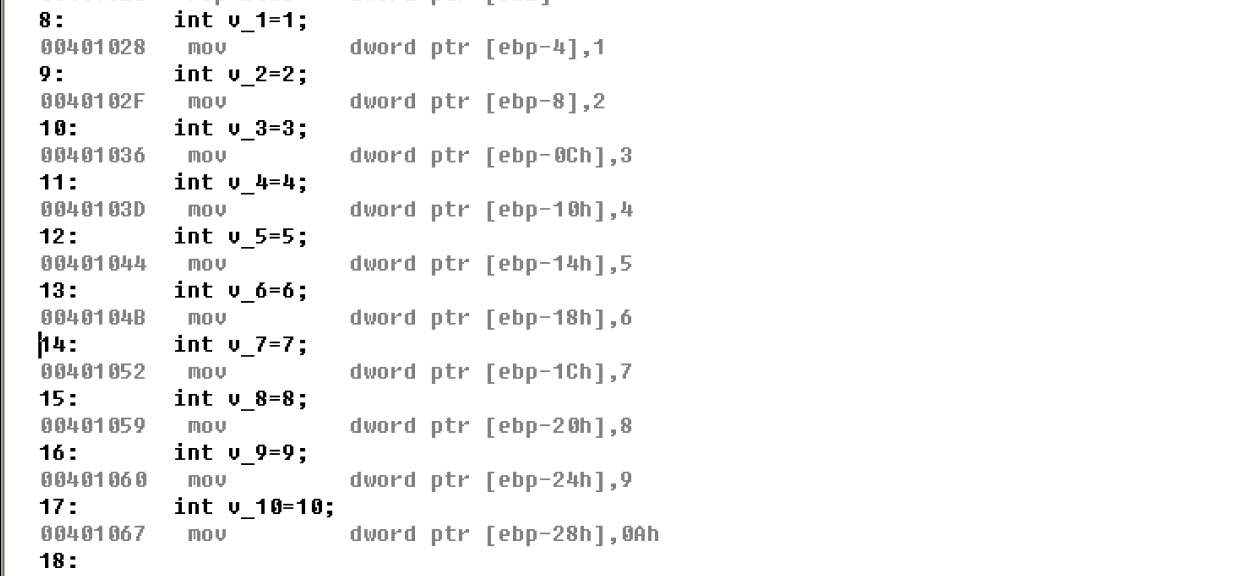 8: int v_1=1;
00401028 mov dword ptr [ebp-4],1
9: int v_2=2;
0040102F mov dword ptr [ebp-8],2
10: int v_3=3;
00401036 mov dword ptr [ebp-0Ch],3
11: int v_4=4;
0040103D mov dword ptr [ebp-10h],4
12: int v_5=5;
00401044 mov dword ptr [ebp-14h],5
13: int v_6=6;
0040104B mov dword ptr [ebp-18h],6
14: int v_7=7;
00401052 mov dword ptr [ebp-1Ch],7
15: int v_8=8;
00401059 mov dword ptr [ebp-20h],8
16: int v_9=9;
00401060 mov dword ptr [ebp-24h],9
17: int v_10=10;
00401067 mov dword ptr [ebp-28h],0Ah
18: